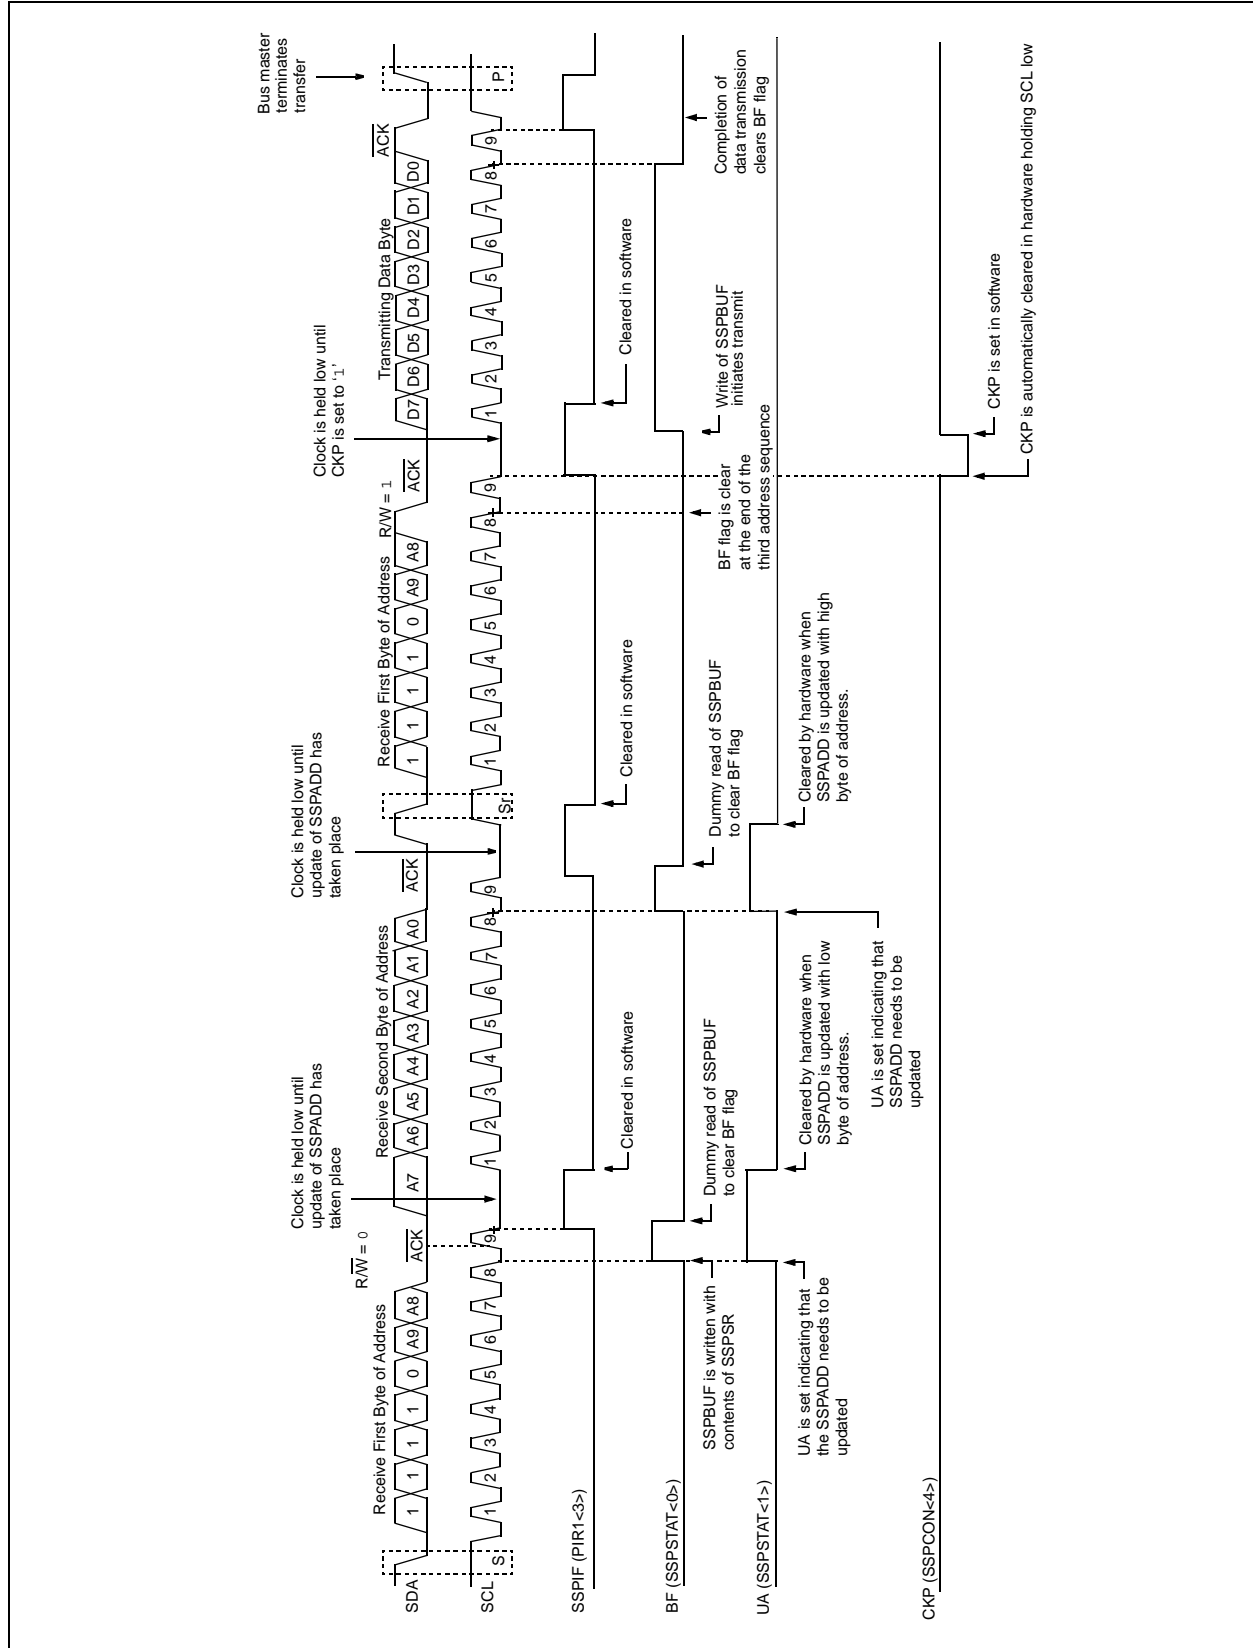 Bus master
terminates
transfer
Clock is held low until
CKP is set to ‘1’
Clock is held low until
update of SSPADD has
taken place
Clock is held low until
update of SSPADD has
taken place
Receive First Byte of Address
R/W = 0
Receive Second Byte of Address
Receive First Byte of Address
R/W = 1
Transmitting Data Byte
SDA
1 1 1 1 0 A9 A8 ACK A7 A6 A5 A4 A3 A2 A1 A0 ACK 1 1 1 1 0 A9 A8 ACK D7 D6 D5 D4 D3 D2 D1 D0 ACK
SCL
S 1 2 3 4 5 6 7 8 9 1 2 3 4 5 6 7 8 9 Sr 1 2 3 4 5 6 7 8 9 1 2 3 4 5 6 7 8 9 P
SSPIF (PIR1<3>)
Cleared in software
Cleared in software
Cleared in software
BF (SSPSTAT<0>)
SSPBUF is written with
contents of SSPSR
Dummy read of SSPBUF
to clear BF flag
Dummy read of SSPBUF
to clear BF flag
BF flag is clear
at the end of the
third address sequence
Write of SSPBUF
initiates transmit
Completion of
data transmission
clears BF flag
UA (SSPSTAT<1>)
UA is set indicating that
the SSPADD needs to be
updated
Cleared by hardware when
SSPADD is updated with low
byte of address.
UA is set indicating that
SSPADD needs to be
updated
Cleared by hardware when
SSPADD is updated with high
byte of address.
CKP (SSPCON<4>)
CKP is set in software
CKP is automatically cleared in hardware holding SCL low